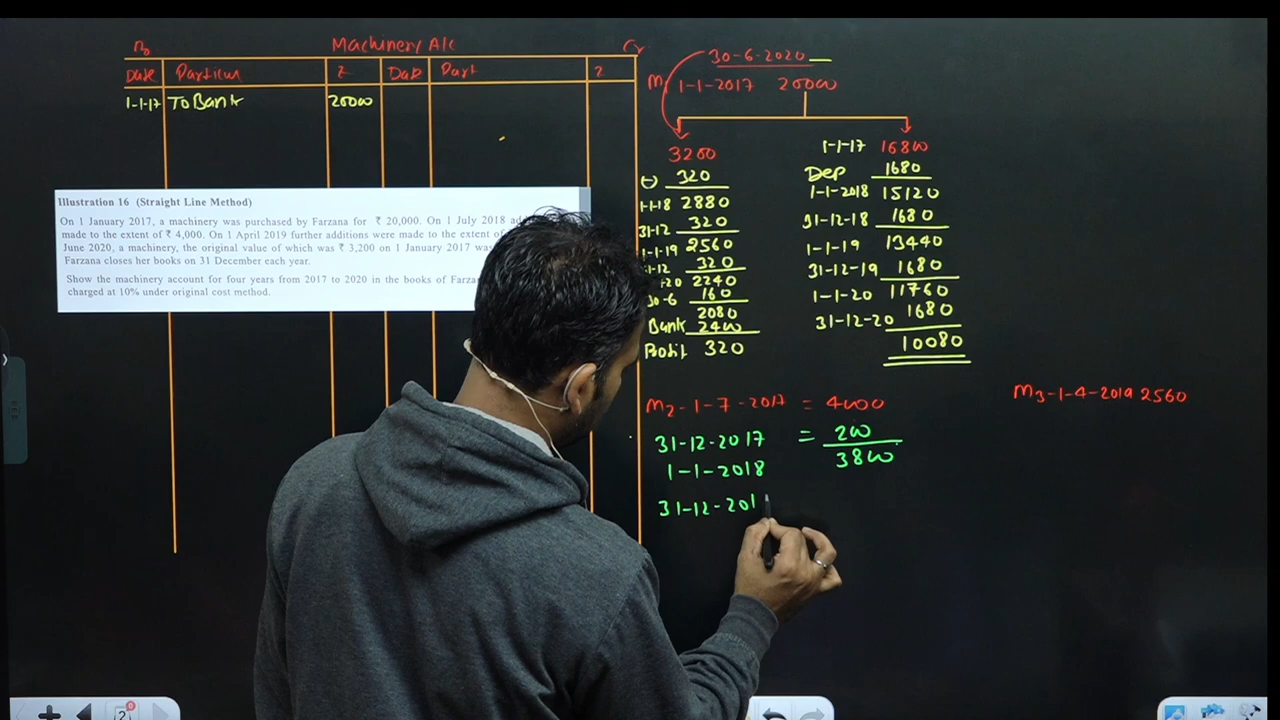 Dr Machinery A/c Cr
Date Particul ₹ Date Part ₹
1-1-17 To Bank 20000
Illustration 16 (Straight Line Method)
On 1 January 2017, a machinery was purchased by Farzana for ₹ 20,000. On 1 July 2018
made to the extent of ₹ 4,000. On 1 April 2019 further additions were made to the extent of
June 2020, a machinery, the original value of which was ₹ 3,200 on 1 January 2017 was
Farzana closes her books on 31 December each year.
Show the machinery account for four years from 2017 to 2020 in the books of
charged at 10% under original cost method.
30-6-2020
1-1-2017 20000
3200
(-) 320
1-1-18 2880
31-12 320
1-1-19 2560
320
2240
30-6 160
2080
Bank 2400
Profit 320
1-1-17 16800
Dep 1680
1-1-2018 15120
31-12-18 1680
1-1-19 13440
31-12-19 1680
1-1-20 11760
31-12-20 1680
10080
M2-1-7-2017 = 4000
31-12-2017 = 200
1-1-2018 3800
31-12-201
M3-1-4-2019 2560
2